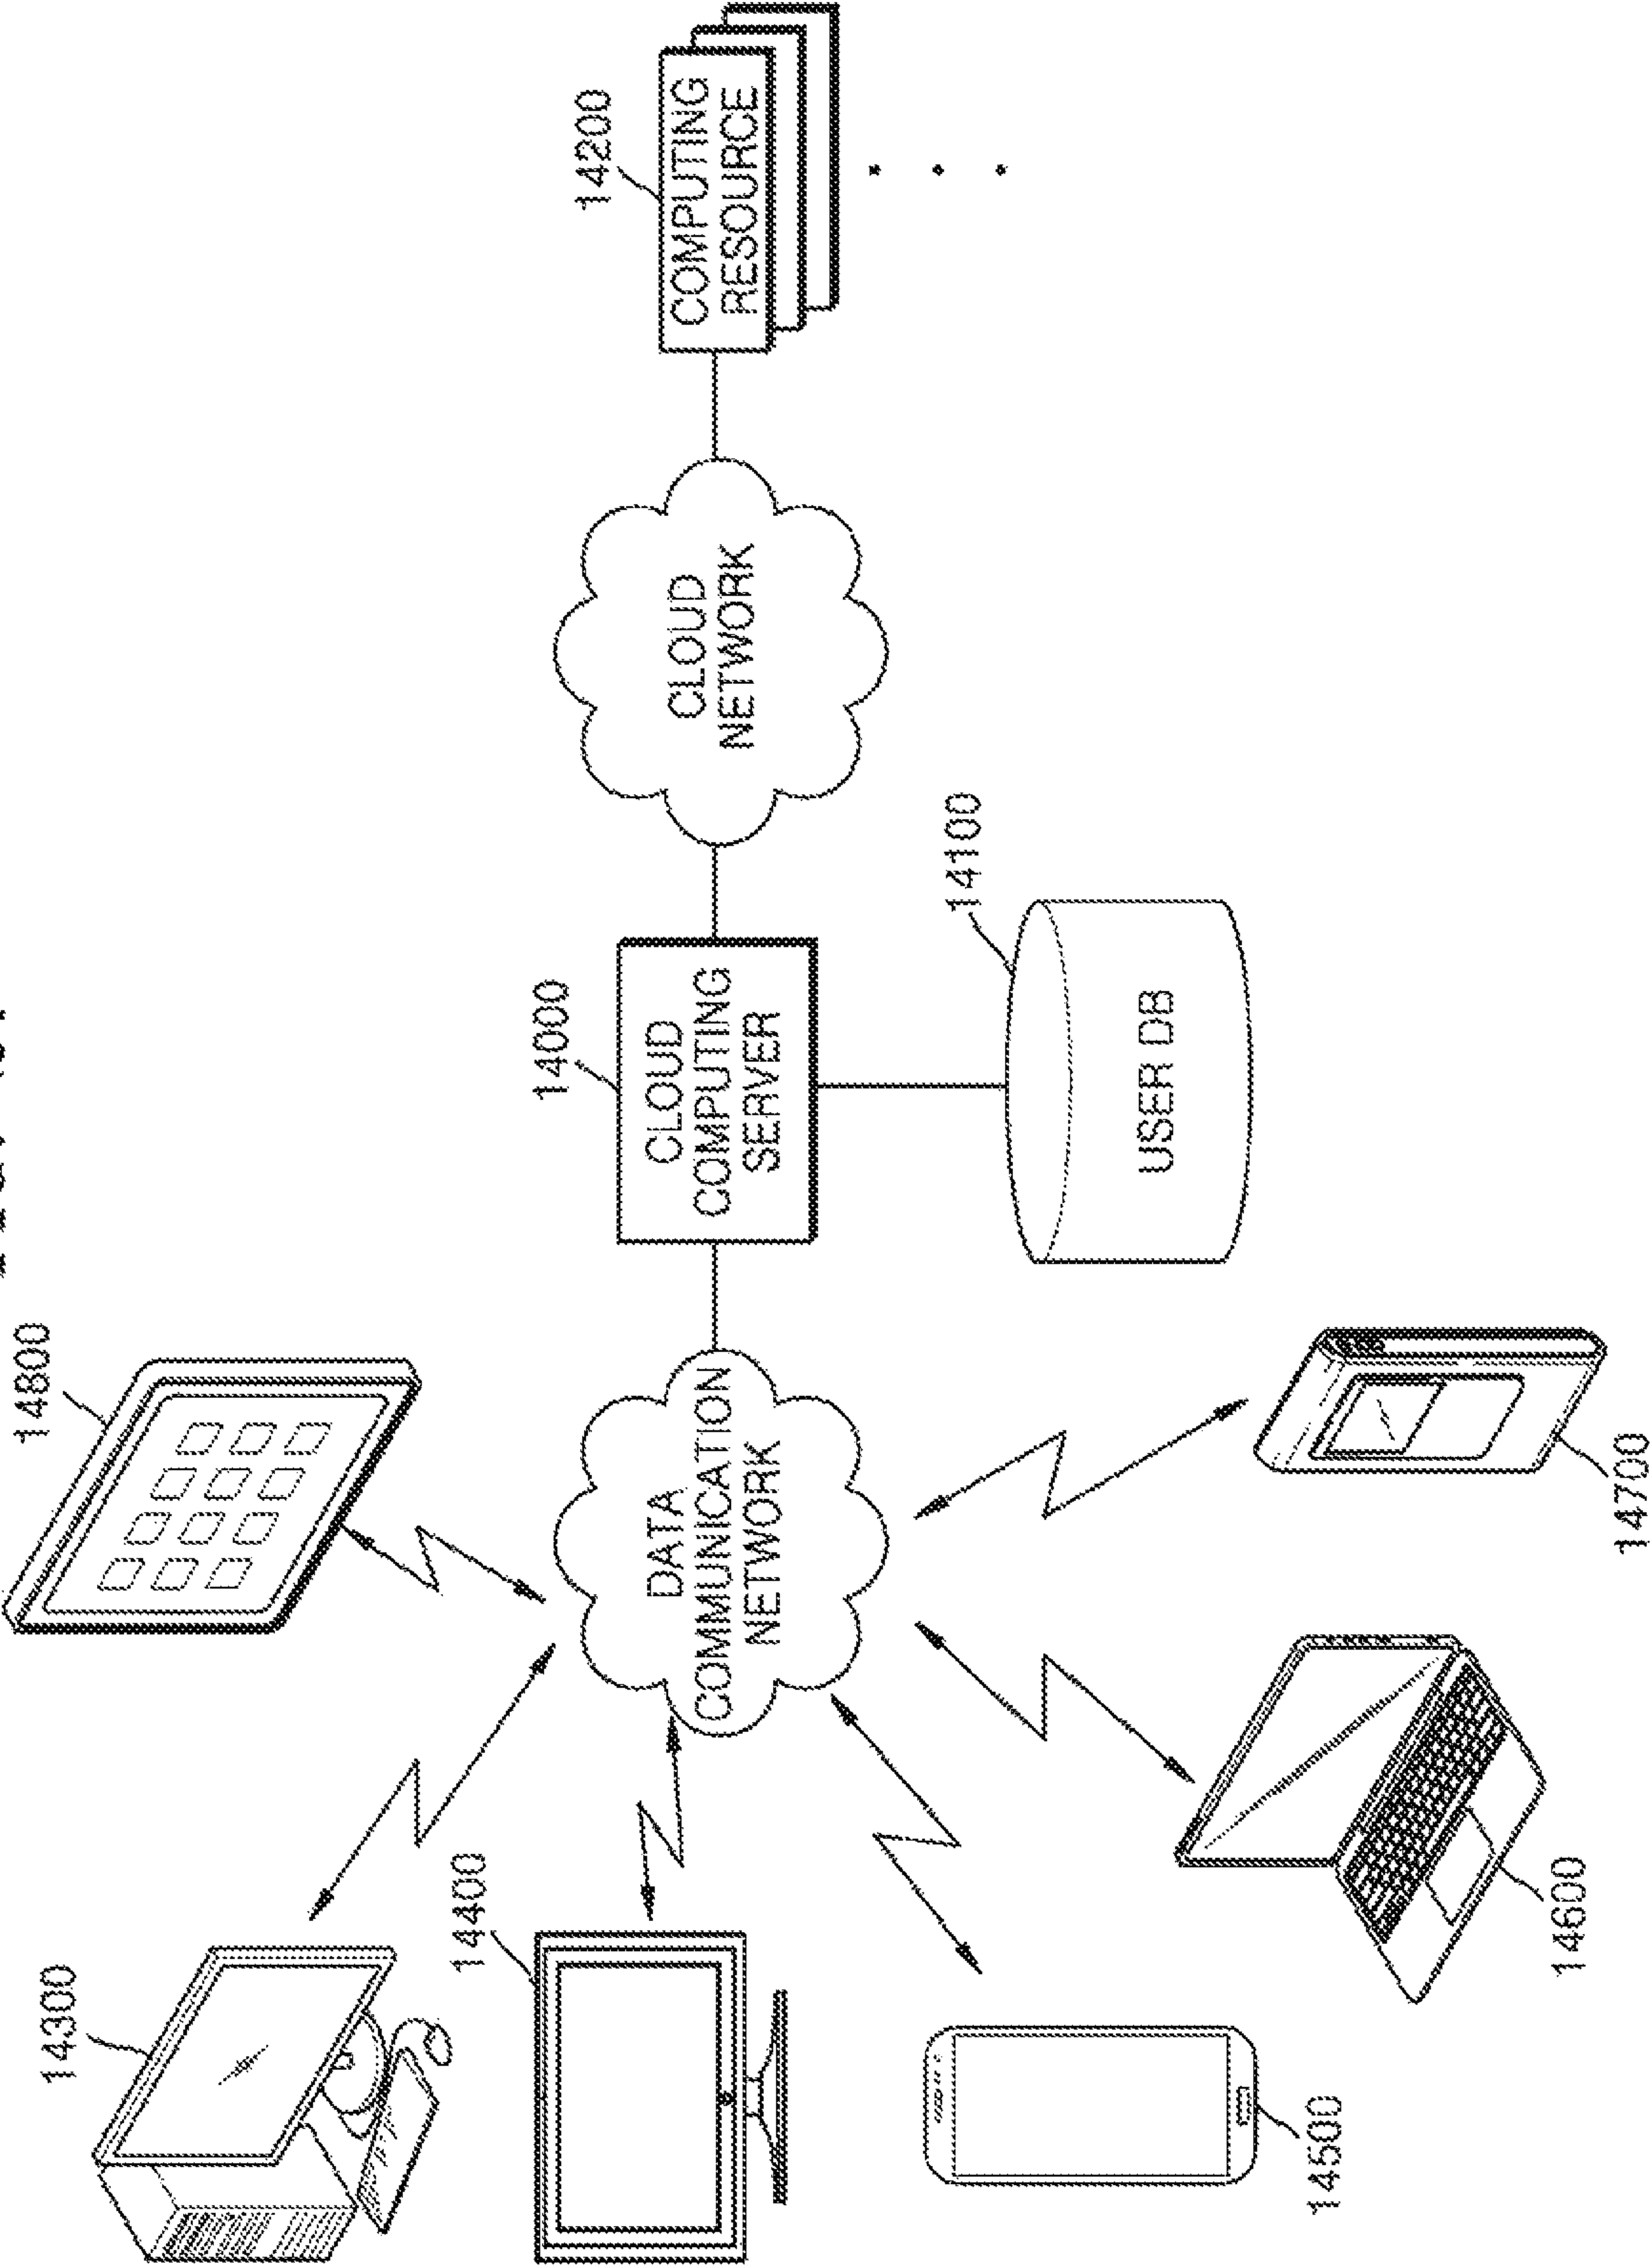 14300
14800
14400
14000
14200
DATA
COMMUNICATION
NETWORK
CLOUD
COMPUTING
SERVER
CLOUD
NETWORK
COMPUTING
RESOURCE
14100
USER DB
14500
14600
14700